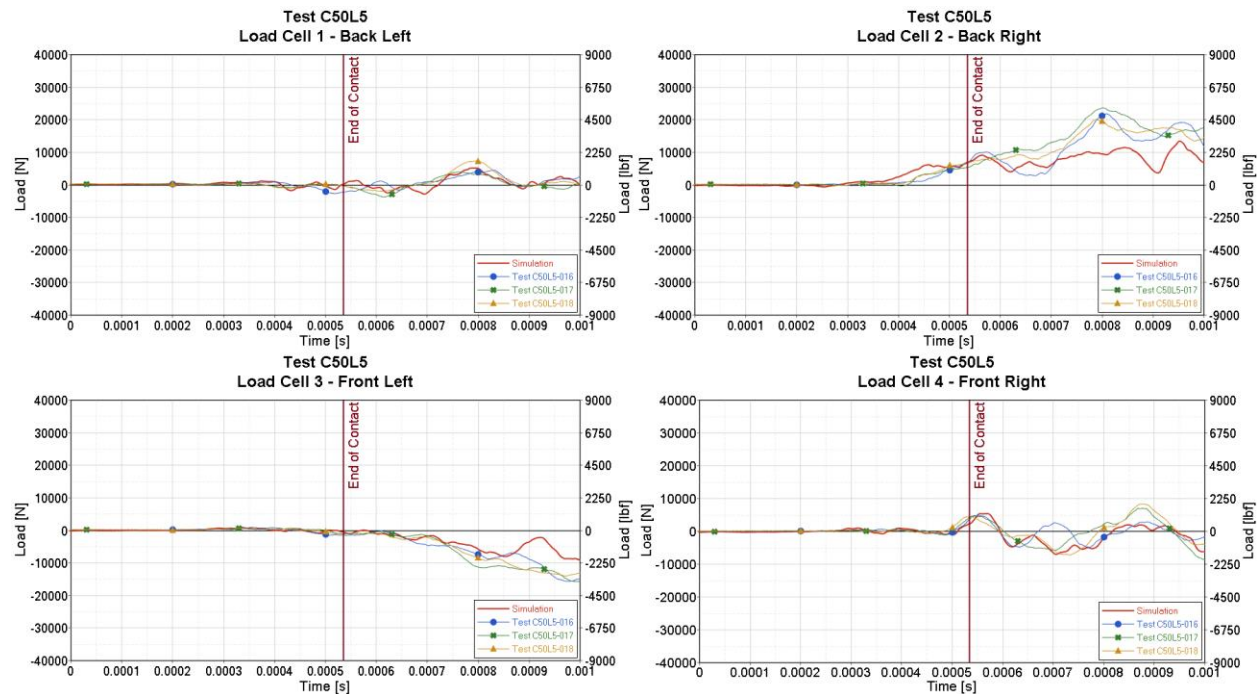 Test C50L5
Load Cell 1 - Back Left
40000
30000
20000
10000
0
-10000
-20000
-30000
-40000
Load [N]
9000
6750
4500
2250
0
-2250
-4500
-6750
-9000
Load [lbf]
End of Contact
Simulation
Test C50L5-016
Test C50L5-017
Test C50L5-018
0 0.0001 0.0002 0.0003 0.0004 0.0005 0.0006 0.0007 0.0008 0.0009 0.001
Time [s]
Test C50L5
Load Cell 2 - Back Right
40000
30000
20000
10000
0
-10000
-20000
-30000
-40000
Load [N]
9000
6750
4500
2250
0
-2250
-4500
-6750
-9000
Load [lbf]
End of Contact
Simulation
Test C50L5-016
Test C50L5-017
Test C50L5-018
0 0.0001 0.0002 0.0003 0.0004 0.0005 0.0006 0.0007 0.0008 0.0009 0.001
Time [s]
Test C50L5
Load Cell 3 - Front Left
40000
30000
20000
10000
0
-10000
-20000
-30000
-40000
Load [N]
9000
6750
4500
2250
0
-2250
-4500
-6750
-9000
Load [lbf]
End of Contact
Simulation
Test C50L5-016
Test C50L5-017
Test C50L5-018
0 0.0001 0.0002 0.0003 0.0004 0.0005 0.0006 0.0007 0.0008 0.0009 0.001
Time [s]
Test C50L5
Load Cell 4 - Front Right
40000
30000
20000
10000
0
-10000
-20000
-30000
-40000
Load [N]
9000
6750
4500
2250
0
-2250
-4500
-6750
-9000
Load [lbf]
End of Contact
Simulation
Test C50L5-016
Test C50L5-017
Test C50L5-018
0 0.0001 0.0002 0.0003 0.0004 0.0005 0.0006 0.0007 0.0008 0.0009 0.001
Time [s]